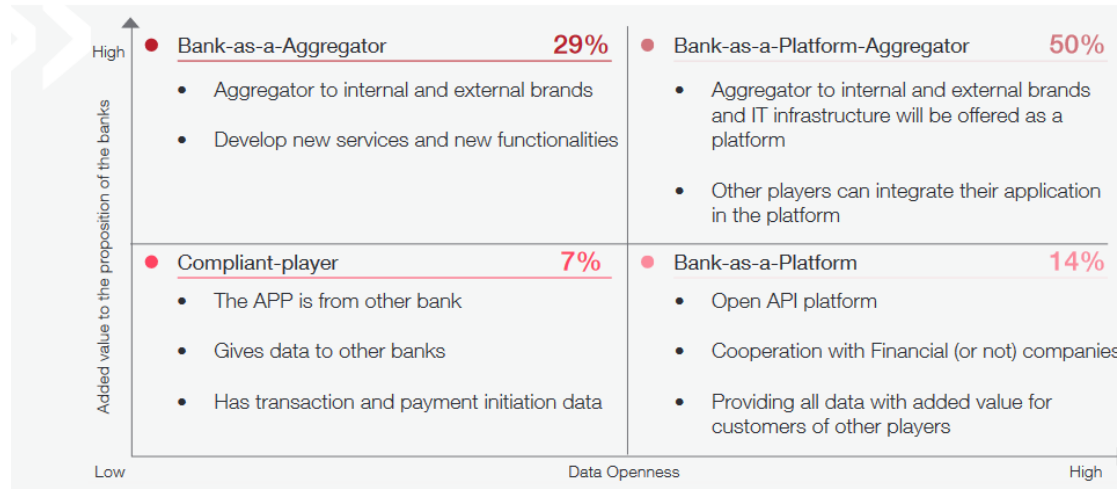 High
Bank-as-a-Aggregator 29%
• Aggregator to internal and external brands
• Develop new services and new functionalities
Bank-as-a-Platform-Aggregator 50%
• Aggregator to internal and external brands
and IT infrastructure will be offered as a
platform
• Other players can integrate their application
in the platform
Added value to the proposition of the banks
Compliant-player 7%
• The APP is from other bank
• Gives data to other banks
• Has transaction and payment initiation data
Bank-as-a-Platform 14%
• Open API platform
• Cooperation with Financial (or not) companies
• Providing all data with added value for
customers of other players
Low
Data Openness
High